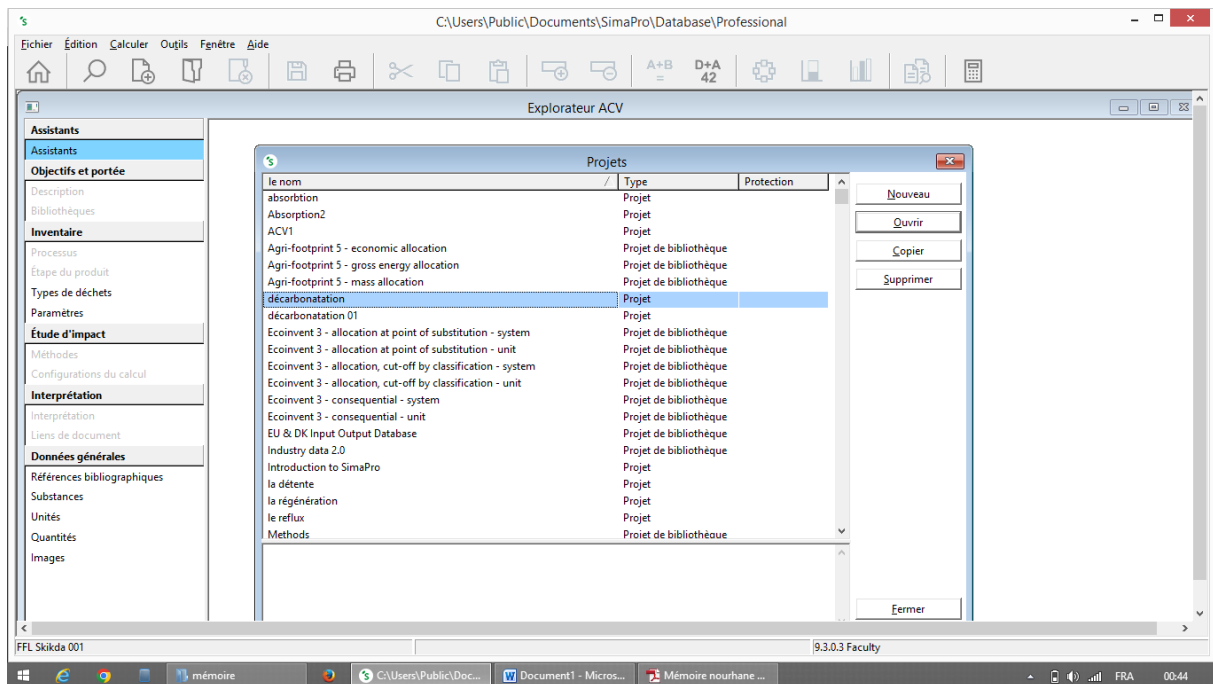 C:\Users\Public\Documents\SimaPro\Database\Professional
Fichier Édition Calculer Outils Fenêtre Aide
A+B
=
D+A
42
Explorateur ACV
Assistants
Assistants
Objectifs et portée
Description
Bibliothèques
Inventaire
Processus
Étape du produit
Types de déchets
Paramètres
Étude d'impact
Méthodes
Configurations du calcul
Interprétation
Interprétation
Liens de document
Données générales
Références bibliographiques
Substances
Unités
Quantités
Images
Projets
le nom Type Protection
absorbtion Projet
Absorption2 Projet
ACV1 Projet
Agri-footprint 5 - economic allocation Projet de bibliothèque
Agri-footprint 5 - gross energy allocation Projet de bibliothèque
Agri-footprint 5 - mass allocation Projet de bibliothèque
décarbonatation Projet
décarbonatation 01 Projet
Ecoinvent 3 - allocation at point of substitution - system Projet de bibliothèque
Ecoinvent 3 - allocation at point of substitution - unit Projet de bibliothèque
Ecoinvent 3 - allocation, cut-off by classification - system Projet de bibliothèque
Ecoinvent 3 - allocation, cut-off by classification - unit Projet de bibliothèque
Ecoinvent 3 - consequential - system Projet de bibliothèque
Ecoinvent 3 - consequential - unit Projet de bibliothèque
EU & DK Input Output Database Projet de bibliothèque
Industry data 2.0 Projet de bibliothèque
Introduction to SimaPro Projet
la détente Projet
la régénération Projet
le reflux Projet
Methods Projet de bibliothèque
Nouveau
Ouvrir
Copier
Supprimer
Fermer
FFL Skikda 001 9.3.0.3 Faculty
mémoire C:\Users\Public\Doc... Document1 - Micros... Mémoire nourhane ... FRA 00:44